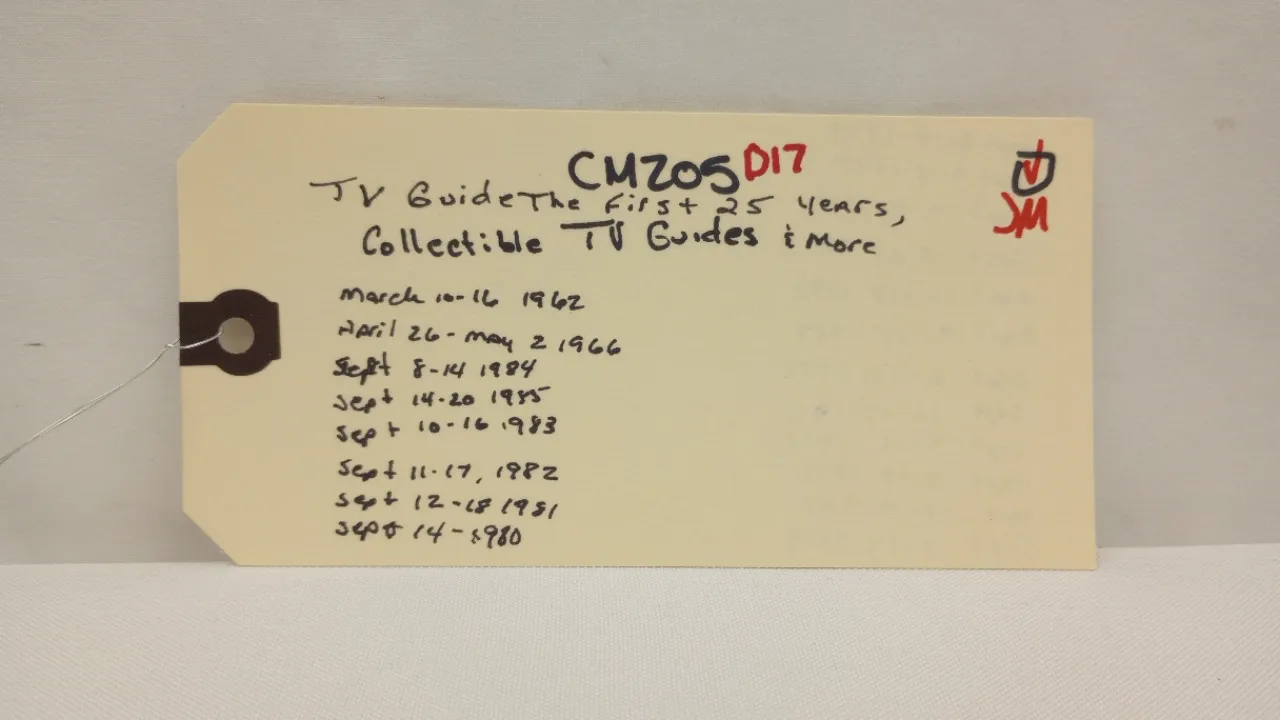 CM205 D17
JM
TV Guide The First 25 Years,
Collectible TV Guides & More
March 10-16 1962
April 26 - May 2 1966
Sept 8-14 1984
Sept 14-20 1985
Sept 10-16 1983
Sept 11-17, 1982
Sept 12-18 1981
Sept 14-1980